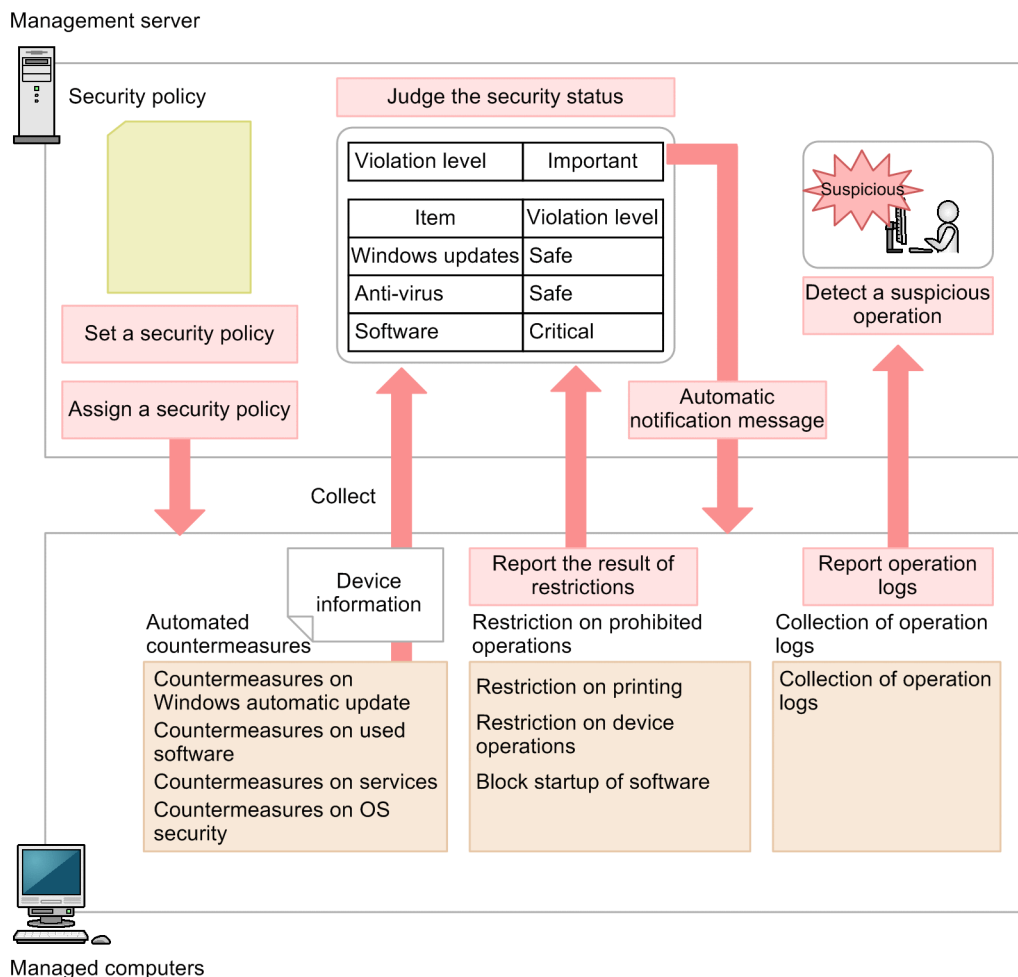 Management server
Security policy
Judge the security status
Violation level Important
Item Violation level
Windows updates Safe
Anti-virus Safe
Software Critical
Suspicious
Detect a suspicious
operation
Set a security policy
Assign a security policy
Automatic
notification message
Collect
Device
information
Report the result of
restrictions
Report operation
logs
Automated
countermeasures
Countermeasures on
Windows automatic update
Countermeasures on used
software
Countermeasures on services
Countermeasures on OS
security
Restriction on prohibited
operations
Restriction on printing
Restriction on device
operations
Block startup of software
Collection of operation
logs
Collection of operation
logs
Managed computers